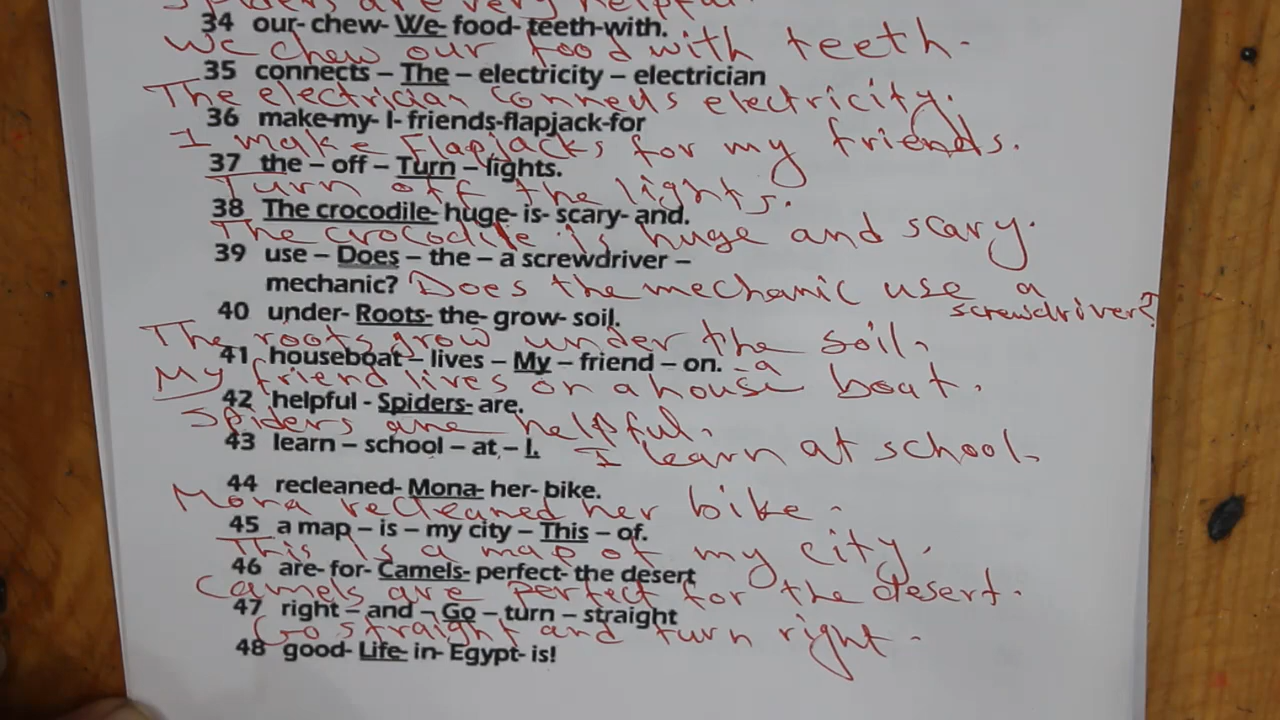 Spiders are very helpful.
34 our- chew- We- food- teeth-with.
We chew our food with teeth.
35 connects – The – electricity – electrician
The electrician connects electricity.
36 make-my- I- friends-flapjack-for
I make flapjacks for my friends.
37 the – off – Turn – lights.
Turn off the lights.
38 The crocodile- huge- is- scary- and.
The crocodile is huge and scary.
39 use – Does – the – a screwdriver –
mechanic? Does the mechanic use a
screwdriver?
40 under- Roots- the- grow- soil.
The roots grow under the soil.
41 houseboat – lives – My – friend – on. - a
My friend lives on a house boat.
42 helpful - Spiders- are.
Spiders are helpful.
43 learn – school – at – I. I learn at school.
44 recleaned- Mona- her- bike.
Mona recleaned her bike.
45 a map – is – my city – This – of.
This is a map of my city.
46 are- for- Camels- perfect- the desert
Camels are perfect for the desert.
47 right – and – Go – turn – straight
Go straight and turn right.
48 good- Life- in- Egypt- is!